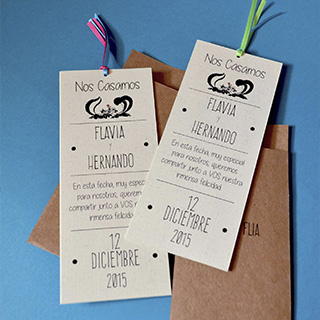 Nos Casamos
FLAVIA
y
HERNANDO
En esta fecha, muy especial
para nosotros, queremos
compartir junto a VOS nuestra
inmensa felicidad
12
DICIEMBRE
2015
Nos Casamos
FLAVIA
y
HERNANDO
En esta fecha, muy especial
para nosotros, queremos
compartir junto a VOS nuestra
inmensa felicidad
12
DICIEMBRE
2015
FLIA